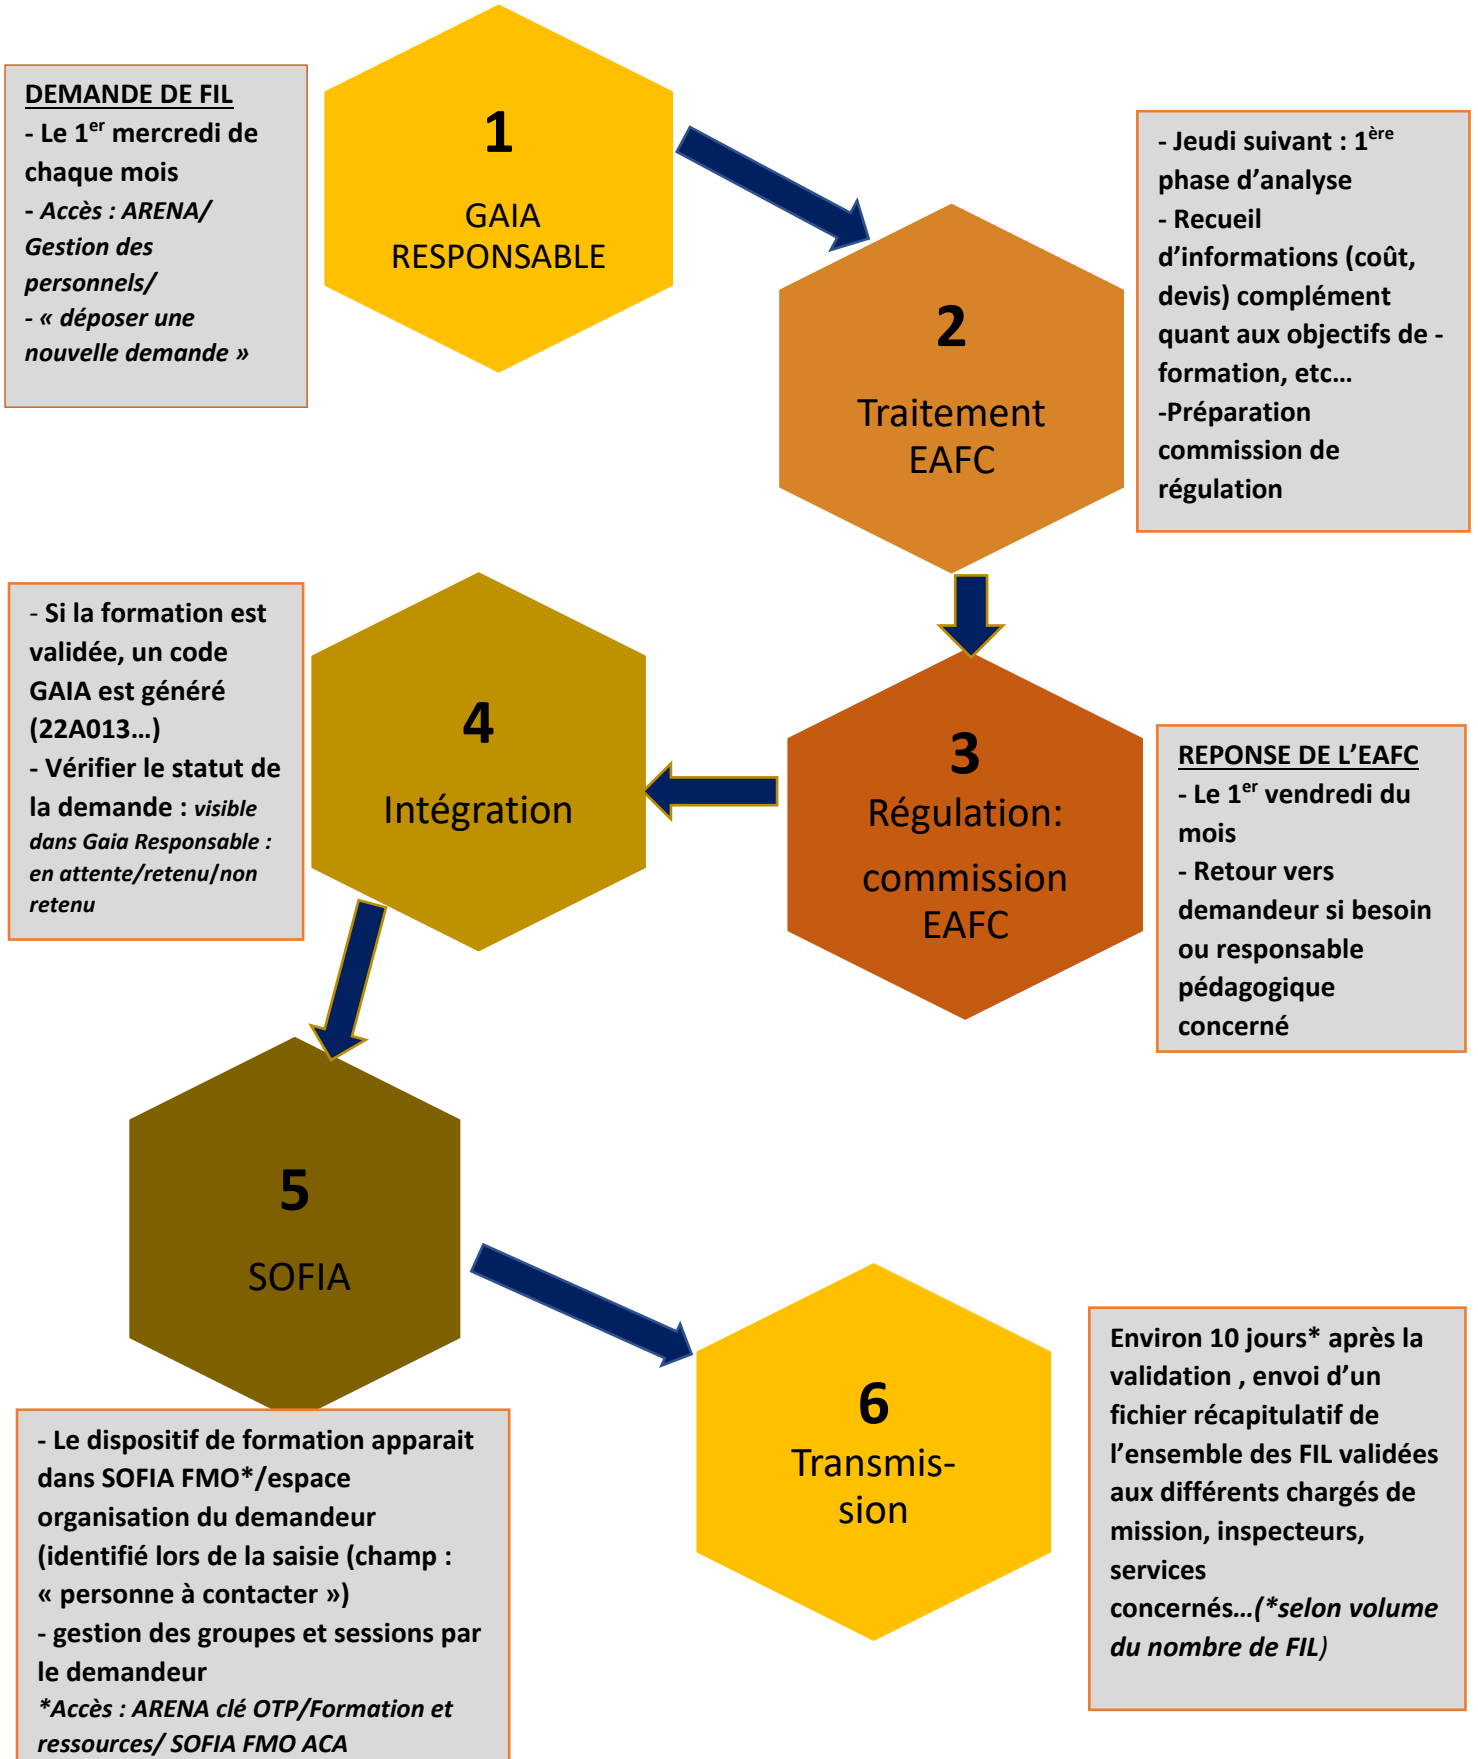 DEMANDE DE FIL
- Le 1er mercredi de
chaque mois
- Accès : ARENA/
Gestion des
personnels/
- « déposer une
nouvelle demande »
1
GAIA
RESPONSABLE
2
Traitement
EAFC
- Jeudi suivant : 1ère
phase d’analyse
- Recueil
d’informations (coût,
devis) complément
quant aux objectifs de -
formation, etc…
-Préparation
commission de
régulation
3
Régulation:
commission
EAFC
REPONSE DE L’EAFC
- Le 1er vendredi du
mois
- Retour vers
demandeur si besoin
ou responsable
pédagogique
concerné
4
Intégration
- Si la formation est
validée, un code
GAIA est généré
(22A013…)
- Vérifier le statut de
la demande : visible
dans Gaia Responsable :
en attente/retenu/non
retenu
5
SOFIA
- Le dispositif de formation apparait
dans SOFIA FMO*/espace
organisation du demandeur
(identifié lors de la saisie (champ :
« personne à contacter »)
- gestion des groupes et sessions par
le demandeur
*Accès : ARENA clé OTP/Formation et
ressources/ SOFIA FMO ACA
6
Transmis-
sion
Environ 10 jours* après la
validation , envoi d’un
fichier récapitulatif de
l’ensemble des FIL validées
aux différents chargés de
mission, inspecteurs,
services
concernés…(*selon volume
du nombre de FIL)